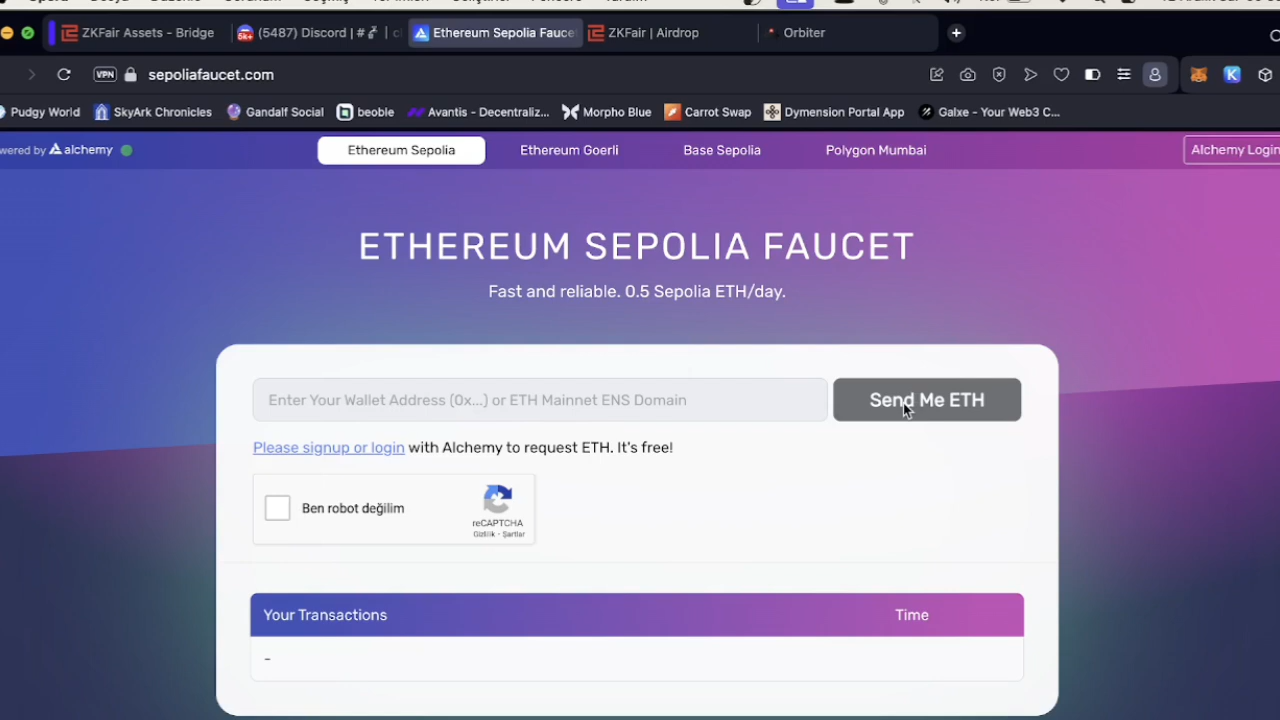 ZKFair Assets - Bridge
(5487) Discord | #
Ethereum Sepolia Fauce
ZKFair | Airdrop
Orbiter
VPN
sepoliafaucet.com
Pudgy World
SkyArk Chronicles
Gandalf Social
beoble
Avantis - Decentraliz...
Morpho Blue
Carrot Swap
Dymension Portal App
Galxe - Your Web3 C...
wered by alchemy
Ethereum Sepolia
Ethereum Goerli
Base Sepolia
Polygon Mumbai
Alchemy Login
ETHEREUM SEPOLIA FAUCET
Fast and reliable. 0.5 Sepolia ETH/day.
Enter Your Wallet Address (0x...) or ETH Mainnet ENS Domain
Send Me ETH
Please signup or login with Alchemy to request ETH. It's free!
Ben robot değilim
reCAPTCHA
Gizlilik - Şartlar
Your Transactions
Time
-